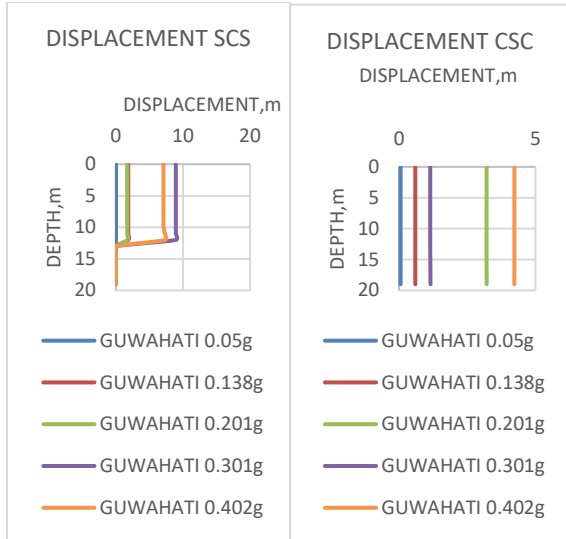 DISPLACEMENT SCS
DISPLACEMENT,m
0 10 20
0
5
10
15
20
DEPTH,m
GUWAHATI 0.05g
GUWAHATI 0.138g
GUWAHATI 0.201g
GUWAHATI 0.301g
GUWAHATI 0.402g
DISPLACEMENT CSC
DISPLACEMENT,m
0 5
0
5
10
15
20
DEPTH,m
GUWAHATI 0.05g
GUWAHATI 0.138g
GUWAHATI 0.201g
GUWAHATI 0.301g
GUWAHATI 0.402g